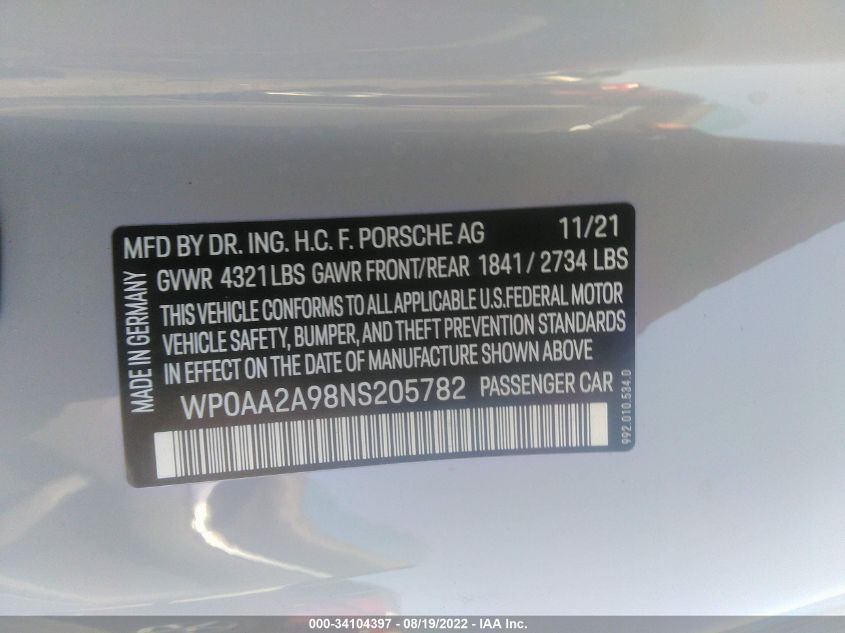 MFD BY DR. ING. H.C. F. PORSCHE AG 11/21
GVWR 4321 LBS GAWR FRONT/REAR 1841 / 2734 LBS
THIS VEHICLE CONFORMS TO ALL APPLICABLE U.S.FEDERAL MOTOR
VEHICLE SAFETY, BUMPER, AND THEFT PREVENTION STANDARDS
IN EFFECT ON THE DATE OF MANUFACTURE SHOWN ABOVE
WP0AA2A98NS205782 PASSENGER CAR
MADE IN GERMANY
992.010.534.0
000-34104397 - 08/19/2022 - IAA Inc.